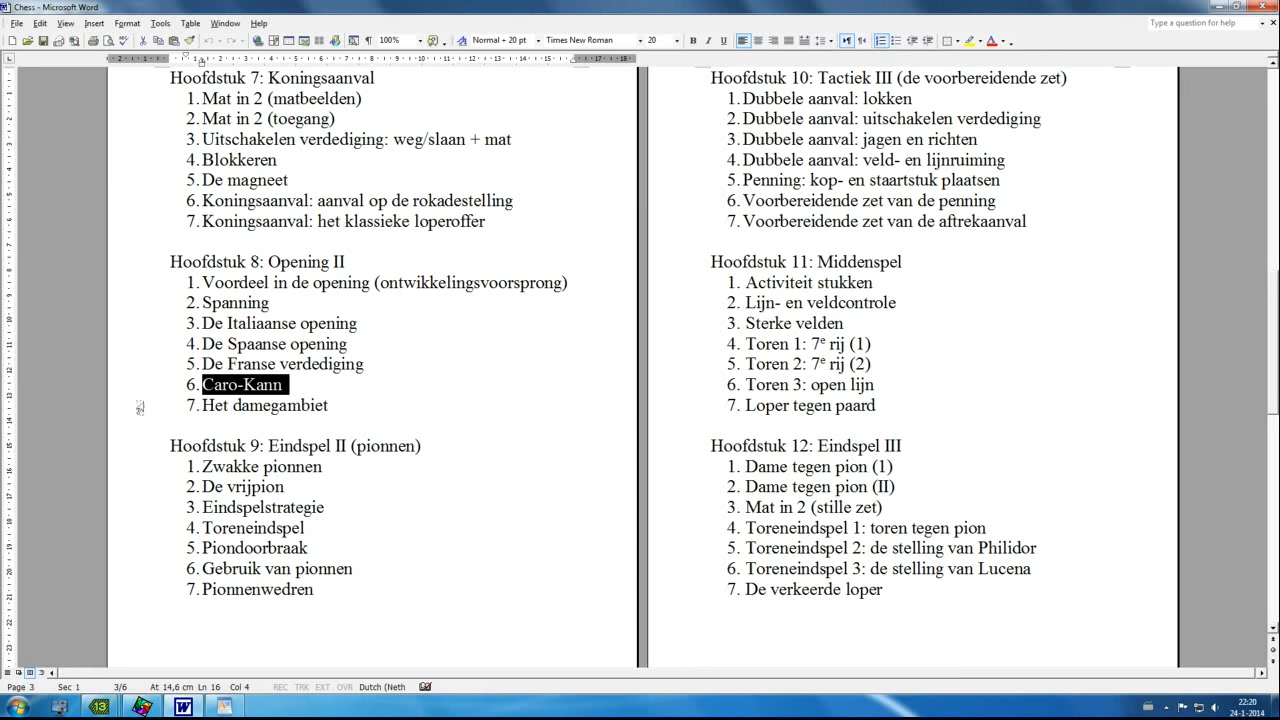 Chess - Microsoft Word
File Edit View Insert Format Tools Table Window Help
Type a question for help
100% Normal + 20 pt Times New Roman 20 B I U
Hoofdstuk 7: Koningsaanval
1. Mat in 2 (matbeelden)
2. Mat in 2 (toegang)
3. Uitschakelen verdediging: weg/slaan + mat
4. Blokkeren
5. De magneet
6. Koningsaanval: aanval op de rokadestelling
7. Koningsaanval: het klassieke loperoffer
Hoofdstuk 8: Opening II
1. Voordeel in de opening (ontwikkelingsvoorsprong)
2. Spanning
3. De Italiaanse opening
4. De Spaanse opening
5. De Franse verdediging
6. Caro-Kann
7. Het damegambiet
Hoofdstuk 9: Eindspel II (pionnen)
1. Zwakke pionnen
2. De vrijpion
3. Eindspelstrategie
4. Toreneindspel
5. Piondoorbraak
6. Gebruik van pionnen
7. Pionnenwedren
Hoofdstuk 10: Tactiek III (de voorbereidende zet)
1. Dubbele aanval: lokken
2. Dubbele aanval: uitschakelen verdediging
3. Dubbele aanval: jagen en richten
4. Dubbele aanval: veld- en lijnruiming
5. Penning: kop- en staartstuk plaatsen
6. Voorbereidende zet van de penning
7. Voorbereidende zet van de aftrekaanval
Hoofdstuk 11: Middenspel
1. Activiteit stukken
2. Lijn- en veldcontrole
3. Sterke velden
4. Toren 1: 7e rij (1)
5. Toren 2: 7e rij (2)
6. Toren 3: open lijn
7. Loper tegen paard
Hoofdstuk 12: Eindspel III
1. Dame tegen pion (1)
2. Dame tegen pion (II)
3. Mat in 2 (stille zet)
4. Toreneindspel 1: toren tegen pion
5. Toreneindspel 2: de stelling van Philidor
6. Toreneindspel 3: de stelling van Lucena
7. De verkeerde loper
Page 3 Sec 1 3/6 At 14,6 cm Ln 16 Col 4 REC TRK EXT OVR Dutch (Neth
13
22:20
24-1-2014